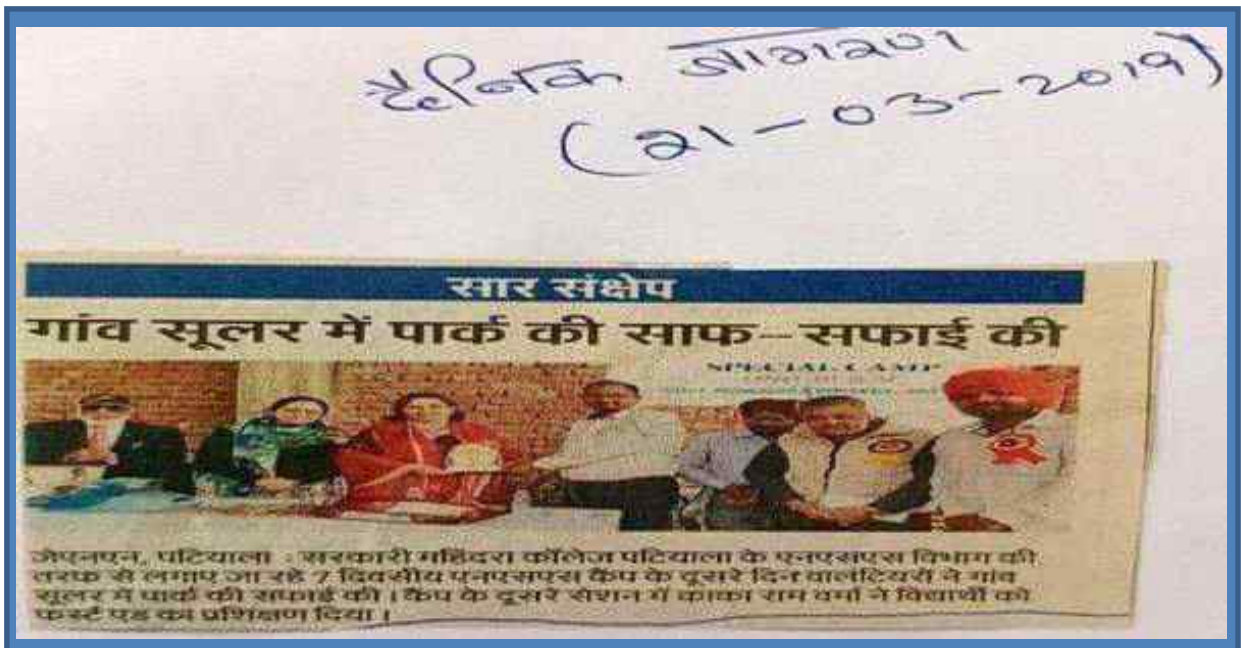 दैनिक जागरण
(21-03-2019)
सार संक्षेप
गांव सूलर में पार्क की साफ-सफाई की
SPECIAL CAMP
जेएनएन, पटियाला : सरकारी महिंदरा कॉलेज पटियाला के एनएसएस विभाग की
तरफ से लगाए जा रहे 7 दिवसीय एनएसएस कैंप के दूसरे दिन वालंटियरों ने गांव
सूलर में पार्क की सफाई की। कैंप के दूसरे सेशन में काका राम वर्मा ने विद्यार्थी को
फर्स्ट एड का प्रशिक्षण दिया।